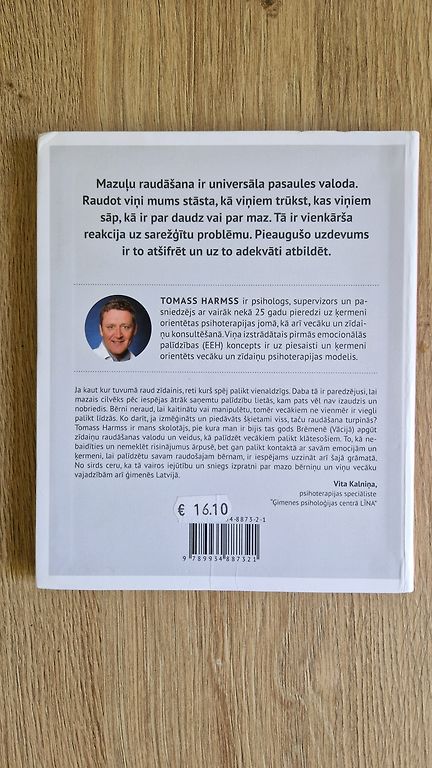 Mazuļu raudāšana ir universāla pasaules valoda.
Raudot viņi mums stāsta, kā viņiem trūkst, kas viņiem
sāp, kā ir par daudz vai par maz. Tā ir vienkārša
reakcija uz sarežģītu problēmu. Pieaugušo uzdevums
ir to atšifrēt un uz to adekvāti atbildēt.
TOMASS HARMSS ir psihologs, supervizors un pa-
sniedzējs ar vairāk nekā 25 gadu pieredzi uz ķermeni
orientētas psihoterapijas jomā, kā arī vecāku un zīdai-
ņu konsultēšanā. Viņa izstrādātais pirmās emocionālās
palīdzības (EEH) koncepts ir uz piesaisti un ķermeni
orientēts vecāku un zīdaiņu psihoterapijas modelis.
Ja kaut kur tuvumā raud zīdainis, reti kurš spēj palikt vienaldzīgs. Daba tā ir paredzējusi, lai
mazais cilvēks pēc iespējas ātrāk saņemtu palīdzību lietās, kam pats vēl nav izaudzis un
nobriedis. Bērni neraud, lai kaitinātu vai manipulētu, tomēr vecākiem ne vienmēr ir viegli
palikt līdzās. Ko darīt, ja izmēģināts un piedāvāts šķietami viss, taču raudāšana turpinās?
Tomass Harmss ir mans skolotājs, pie kura man ir bijis tas gods Brēmenē (Vācijā) apgūt
zīdaiņu raudāšanas valodu un veidus, kā palīdzēt vecākiem palikt klātesošiem. To, kā ne-
baidīties un nemeklēt risinājumus ārpusē, bet gan palikt kontaktā ar savām emocijām un
ķermeni, lai palīdzētu savam raudošajam bērnam, ir iespējams uzzināt arī šajā grāmatā.
No sirds ceru, ka tā vairos iejūtību un sniegs izpratni par mazo bērniņu un viņu vecāku
vajadzībām arī ģimenēs Latvijā.
Vita Kalniņa,
psihoterapijas speciāliste
"Ģimenes psiholoģijas centrā LĪNA"
€ 16.10
34-8873-2-1
9 789934 887321